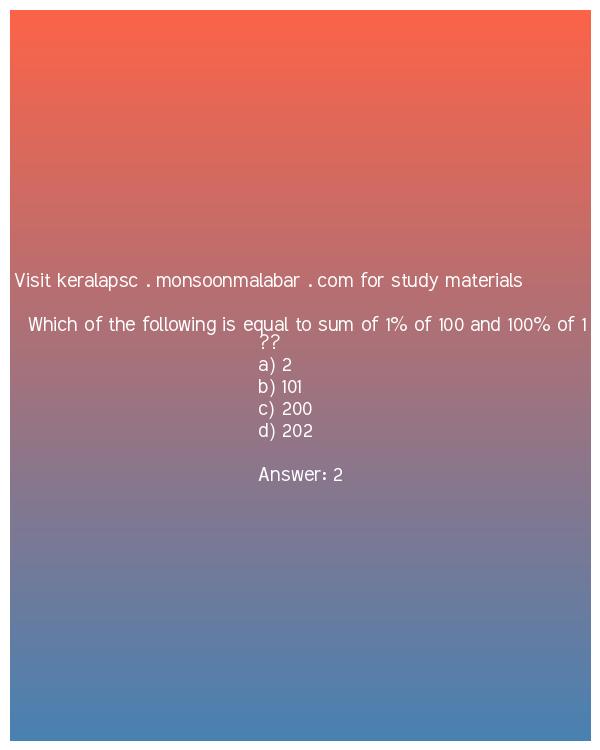 Visit keralapsc . monsoonmalabar . com for study materials
Which of the following is equal to sum of 1% of 100 and 100% of 1
??
a) 2
b) 101
c) 200
d) 202
Answer: 2